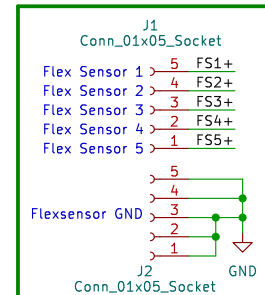 J1
Conn_01x05_Socket
Flex Sensor 1 5 FS1+
Flex Sensor 2 4 FS2+
Flex Sensor 3 3 FS3+
Flex Sensor 4 2 FS4+
Flex Sensor 5 1 FS5+
5
4
Flexsensor GND 3
2
1
J2 GND
Conn_01x05_Socket